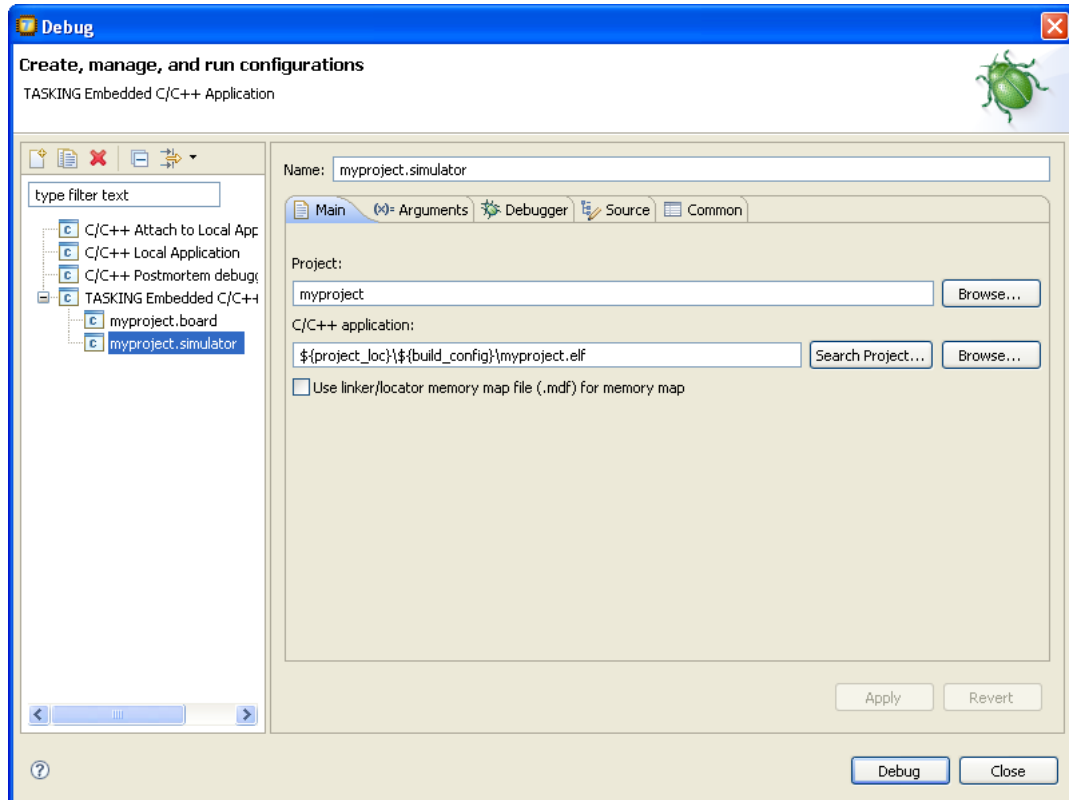 Debug
Create, manage, and run configurations
TASKING Embedded C/C++ Application
type filter text
C/C++ Attach to Local App
C/C++ Local Application
C/C++ Postmortem debugg
TASKING Embedded C/C++
myproject.board
myproject.simulator
Name: myproject.simulator
Main (x)= Arguments Debugger Source Common
Project:
myproject Browse...
C/C++ application:
${project_loc}\${build_config}\myproject.elf Search Project... Browse...
Use linker/locator memory map file (.mdf) for memory map
Apply Revert
? Debug Close